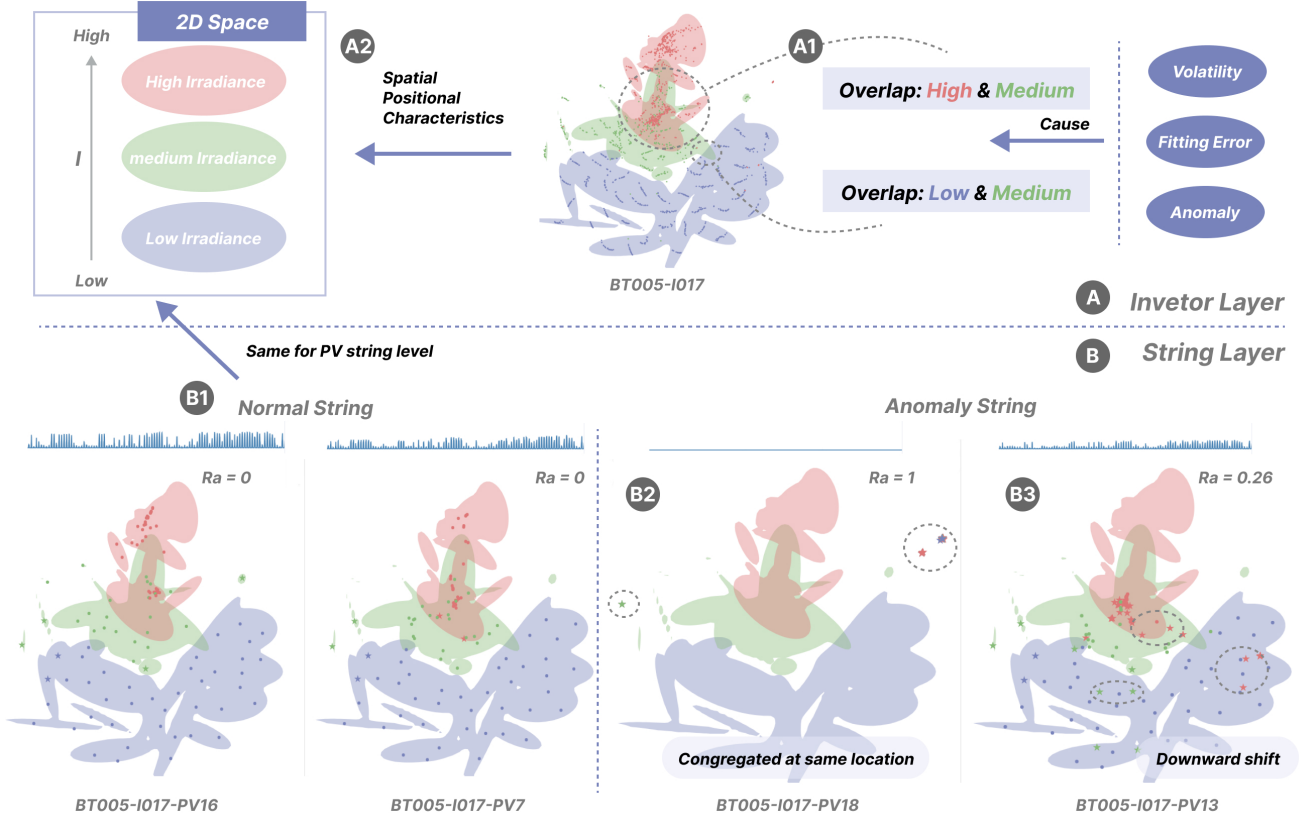 2D Space
High
High Irradiance
medium Irradiance
I
Low Irradiance
Low
A2
Spatial
Positional
Characteristics
A1
Overlap: High & Medium
Cause
Overlap: Low & Medium
Volatility
Fitting Error
Anomaly
BT005-I017
A
Invetor Layer
Same for PV string level
B
String Layer
B1
Normal String
Anomaly String
Ra = 0
Ra = 0
B2
Ra = 1
B3
Ra = 0.26
Congregated at same location
Downward shift
BT005-I017-PV16
BT005-I017-PV7
BT005-I017-PV18
BT005-I017-PV13